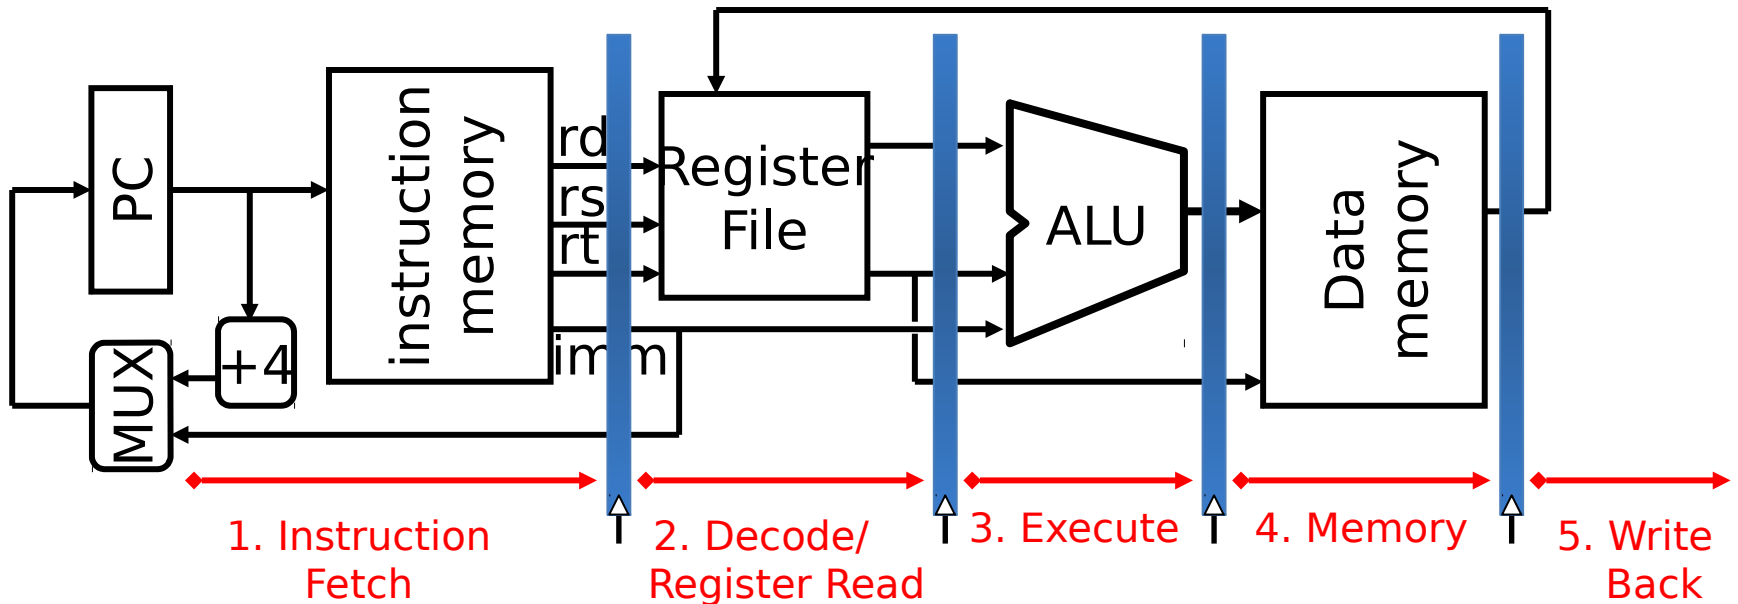 PC
instruction
memory
rd
rs
rt
imm
+4
MUX
Register
File
ALU
Data
memory
1. Instruction
Fetch
2. Decode/
Register Read
3. Execute
4. Memory
5. Write
Back